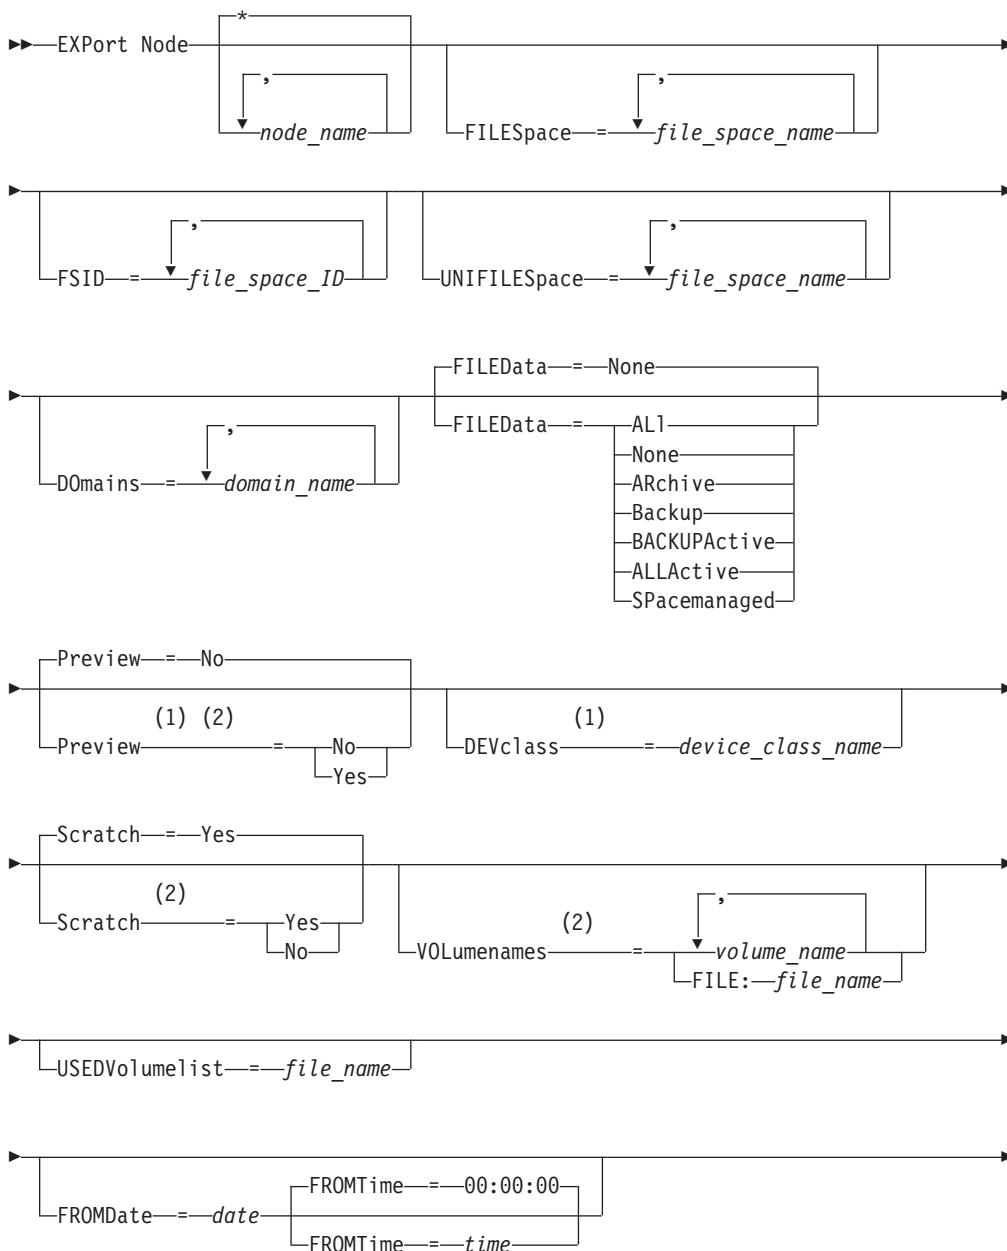 *
EXPort Node
,
,
node_name
FILESpace = file_space_name
,
,
FSID = file_space_ID
UNIFILESpace = file_space_name
FILEData = None
,
DOmains = domain_name
FILEData = ALl
None
ARchive
Backup
BACKUPActive
ALLActive
SPacemanaged
Preview = No
(1) (2)
Preview = No
Yes
(1)
DEVclass = device_class_name
Scratch = Yes
(2)
Scratch = Yes
No
,
(2)
VOLumenames = volume_name
FILE: file_name
USEDVolumelist = file_name
FROMTime = 00:00:00
FROMDate = date
FROMTime = time